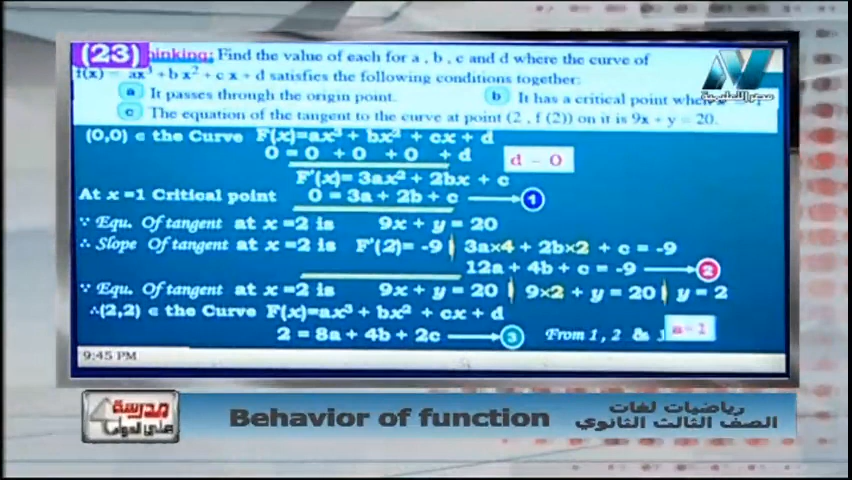 (23) inking: Find the value of each for a , b , c and d where the curve of
f(x) = ax³ + b x² + c x + d satisfies the following conditions together:
a It passes through the origin point.
b It has a critical point whe
c The equation of the tangent to the curve at point (2 , f (2)) on it is 9x + y = 20.
(0,0) ∈ the Curve F(x)=ax³ + bx² + cx + d
0 = 0 + 0 + 0 + d
d = 0
F'(x)= 3ax² + 2bx + c
At x =1 Critical point 0 = 3a + 2b + c 1
∵ Equ. Of tangent at x =2 is 9x + y = 20
∴ Slope Of tangent at x =2 is F'(2)= -9 3a×4 + 2b×2 + c = -9
12a + 4b + c = -9 2
∵ Equ. Of tangent at x =2 is 9x + y = 20 9×2 + y = 20 y = 2
∴(2,2) ∈ the Curve F(x)=ax³ + bx² + cx + d
2 = 8a + 4b + 2c 3 From 1 , 2 &
a=1
9:45 PM
مدرسة
على الهواء
Behavior of function
رياضيات لغات
الصف الثالث الثانوي